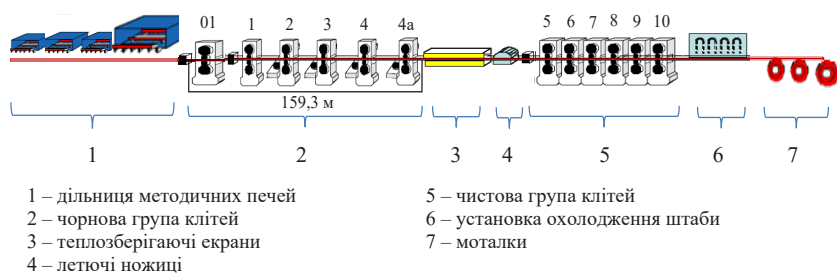 01 1 2 3 4 4а 5 6 7 8 9 10
159,3 м
1 2 3 4 5 6 7
1 – дільниця методичних печей
2 – чорнова група клітей
3 – теплозберігаючі екрани
4 – летючі ножиці
5 – чистова група клітей
6 – установка охолодження штаби
7 – моталки